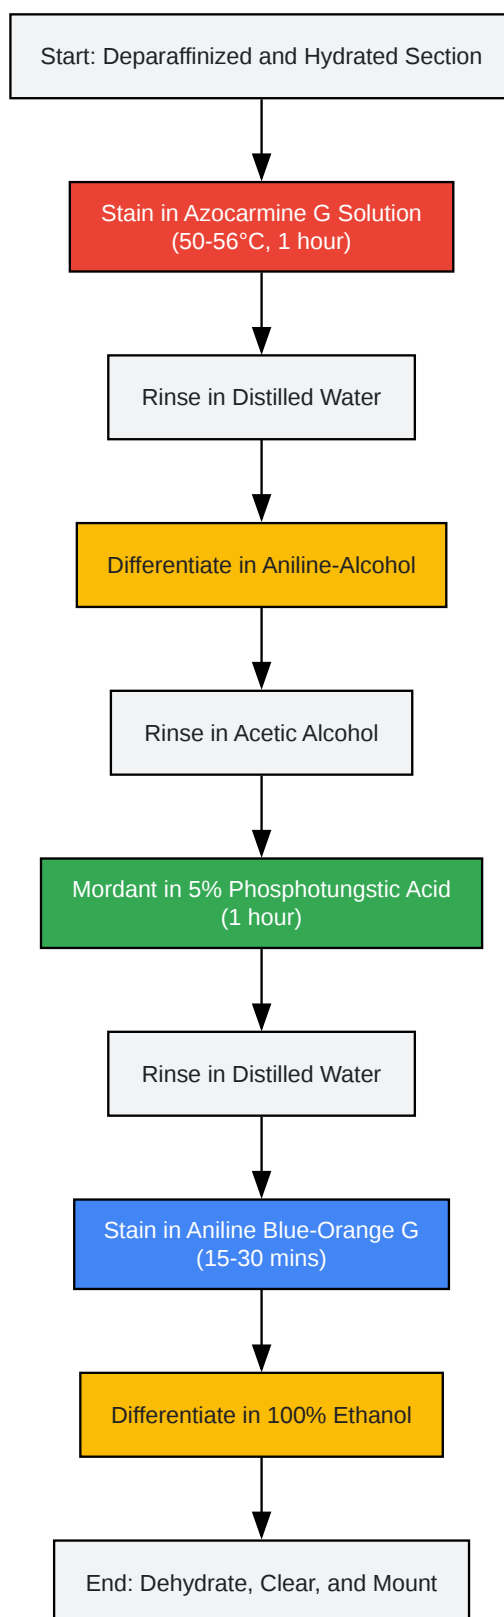 Start: Deparaffinized and Hydrated Section
Stain in Azocarmine G Solution
(50-56°C, 1 hour)
Rinse in Distilled Water
Differentiate in Aniline-Alcohol
Rinse in Acetic Alcohol
Mordant in 5% Phosphotungstic Acid
(1 hour)
Rinse in Distilled Water
Stain in Aniline Blue-Orange G
(15-30 mins)
Differentiate in 100% Ethanol
End: Dehydrate, Clear, and Mount